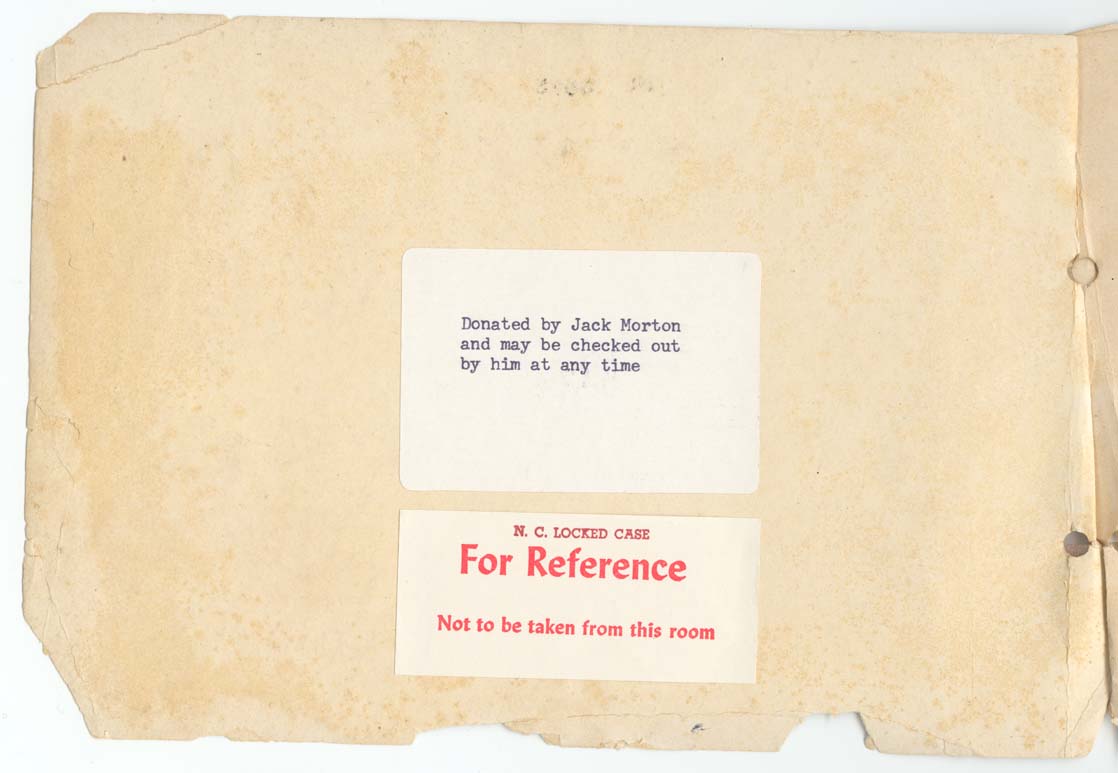 Donated by Jack Morton
and may be checked out
by him at any time
N. C. LOCKED CASE
For Reference
Not to be taken from this room